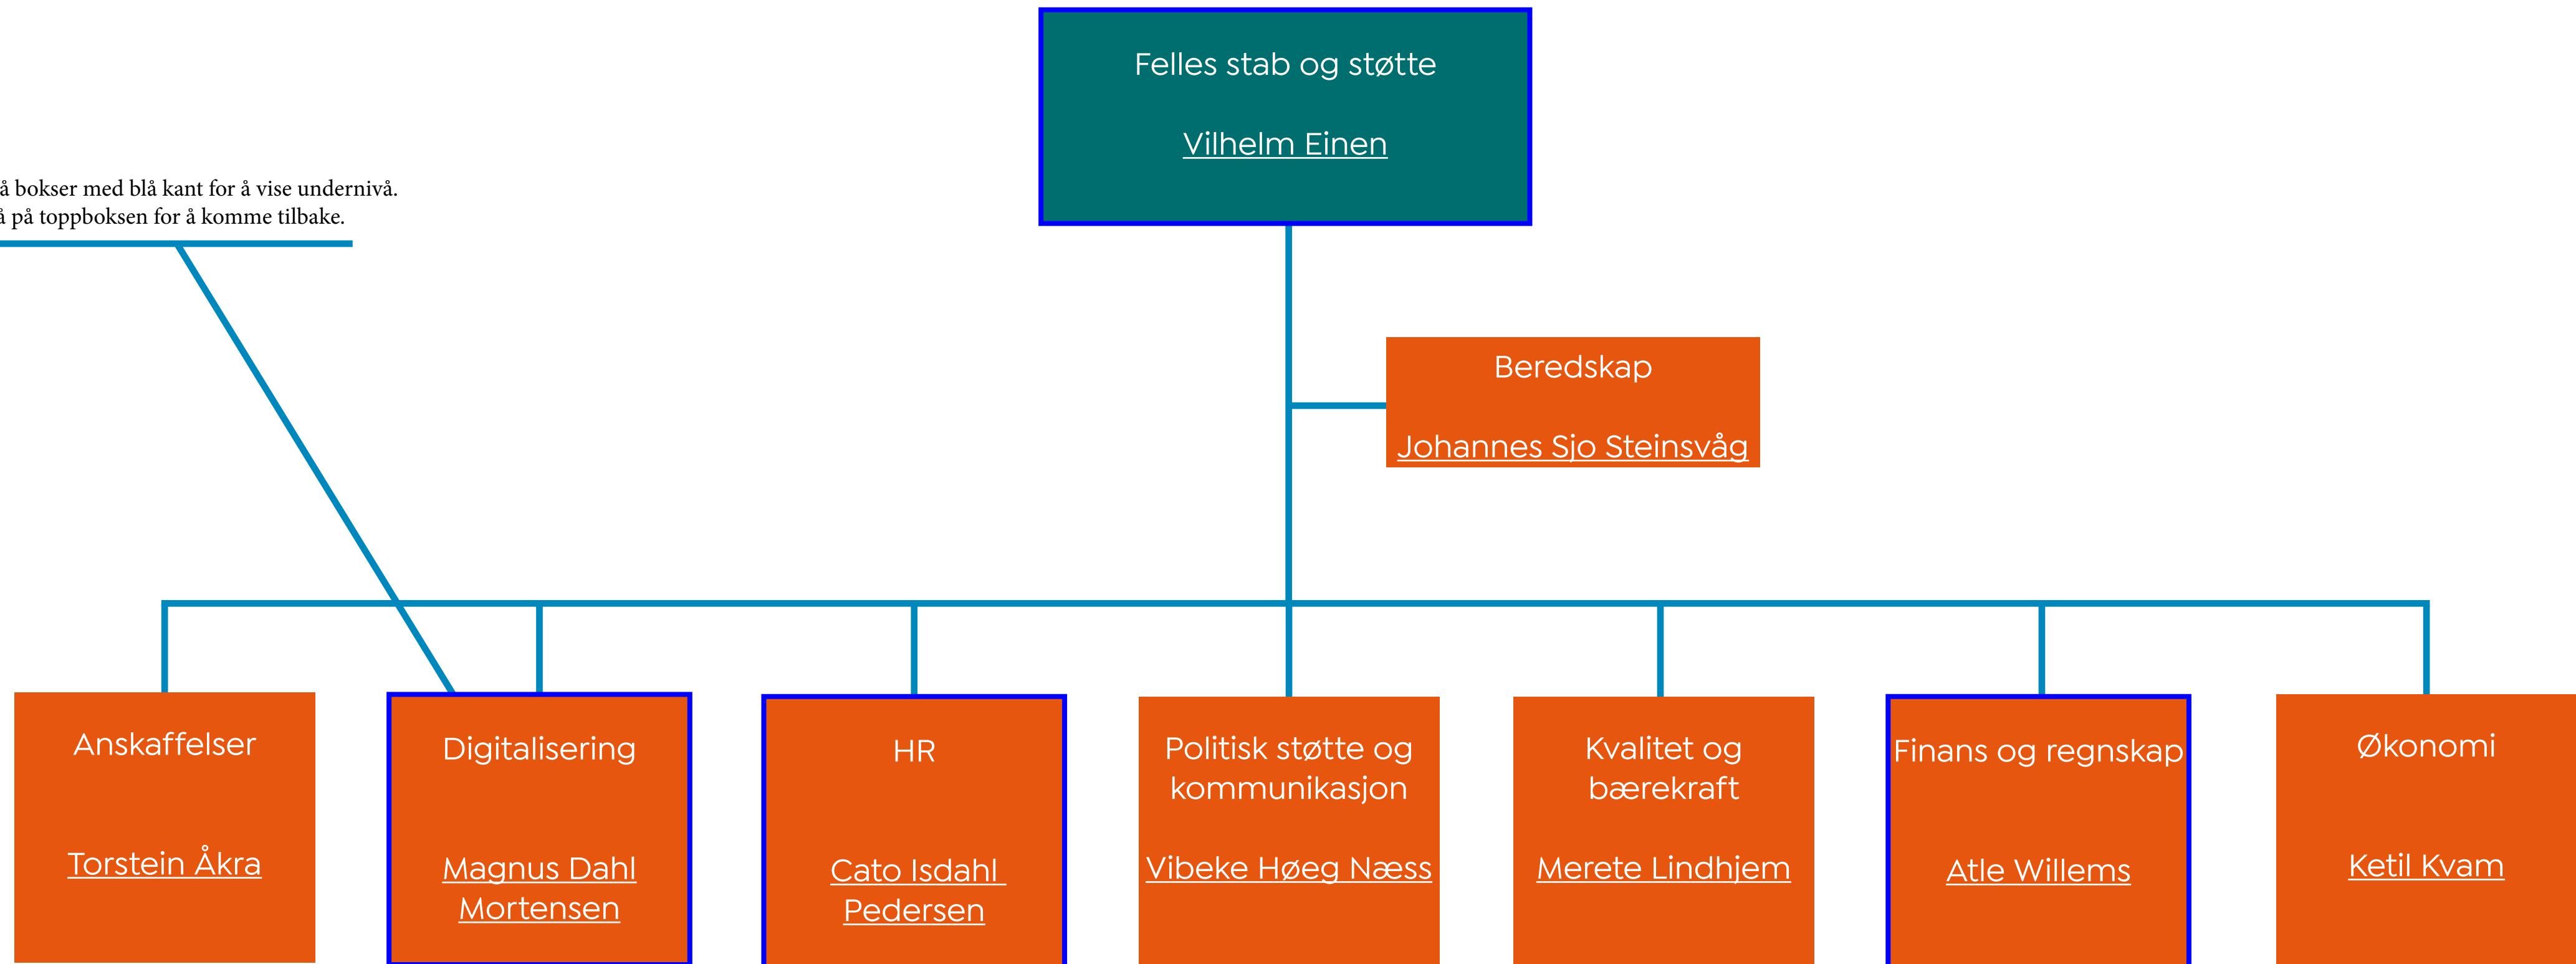 Felles stab og støtte
Vilhelm Einen
å bokser med blå kant for å vise undernivå.
på toppboksen for å komme tilbake.
Beredskap
Johannes Sjo Steinsvåg
Anskaffelser
Torstein Åkra
Digitalisering
Magnus Dahl
Mortensen
HR
Cato Isdahl
Pedersen
Politisk støtte og
kommunikasjon
Vibeke Høeg Næss
Kvalitet og
bærekraft
Merete Lindhjem
Finans og regnskap
Atle Willems
Økonomi
Ketil Kvam